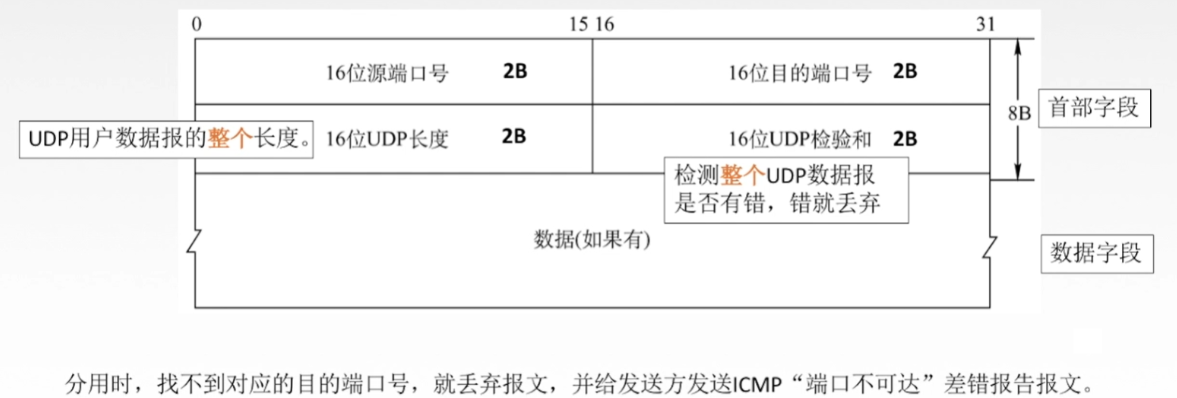 0 15 16 31
16位源端口号 2B 16位目的端口号 2B
8B
首部字段
UDP用户数据报的整个长度。
16位UDP长度 2B 16位UDP检验和 2B
检测整个UDP数据报
是否有错，错就丢弃
数据(如果有)
数据字段
分用时，找不到对应的目的端口号，就丢弃报文，并给发送方发送ICMP“端口不可达”差错报告报文。